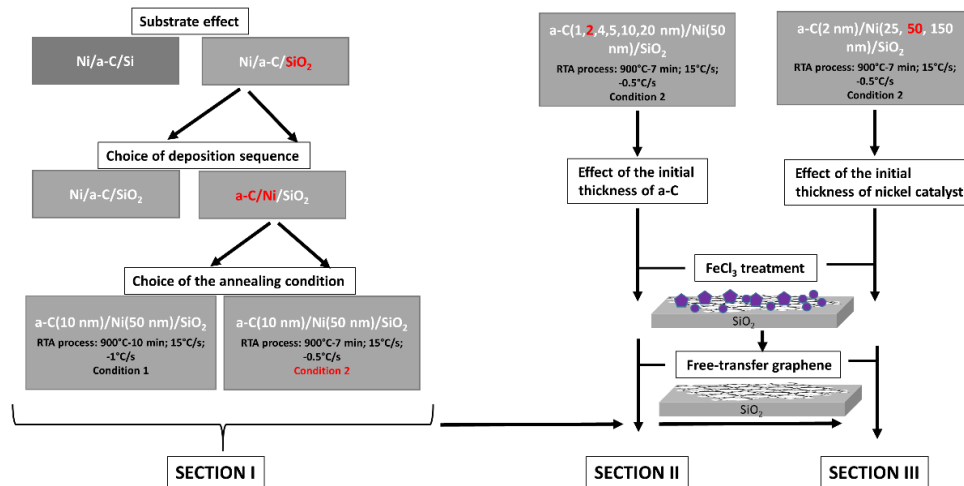 Substrate effect
Ni/a-C/Si
Ni/a-C/SiO₂
Choice of deposition sequence
Ni/a-C/SiO₂
a-C/Ni/SiO₂
Choice of the annealing condition
a-C(10 nm)/Ni(50 nm)/SiO₂
RTA process: 900°C-10 min; 15°C/s;
-1°C/s
Condition 1
a-C(10 nm)/Ni(50 nm)/SiO₂
RTA process: 900°C-7 min; 15°C/s;
-0.5°C/s
Condition 2
SECTION I
a-C(1,2,4,5,10,20 nm)/Ni(50
nm)/SiO₂
RTA process: 900°C-7 min; 15°C/s;
-0.5°C/s
Condition 2
a-C(2 nm)/Ni(25, 50, 150
nm)/SiO₂
RTA process: 900°C-7 min; 15°C/s;
-0.5°C/s
Condition 2
Effect of the initial
thickness of a-C
Effect of the initial
thickness of nickel catalyst
FeCl₃ treatment
SiO₂
Free-transfer graphene
SiO₂
SECTION II
SECTION III